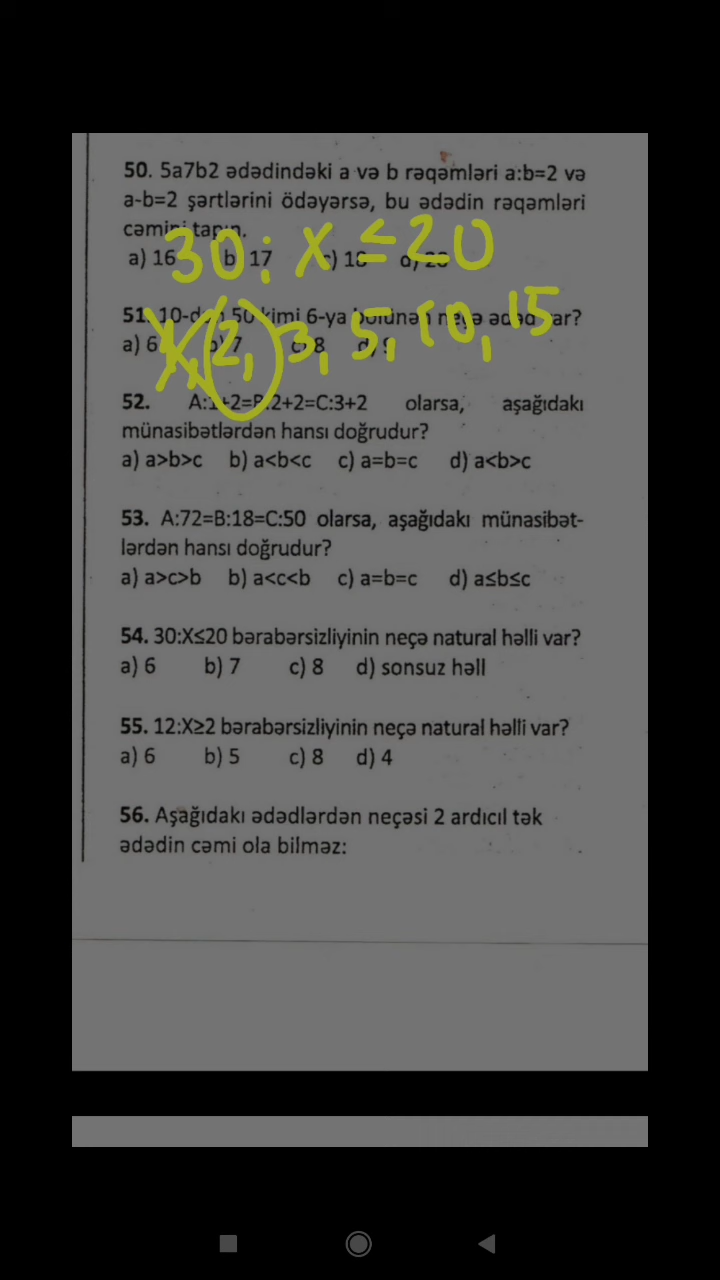 50. 5a7b2 ədədindəki a və b rəqəmləri a:b=2 və
a-b=2 şərtlərini ödəyərsə, bu ədədin rəqəmləri
cəmini tapın.
30 : X ≤ 20
a) 16 b) 17 c) 18
51. 10-dan 50 kimi 6-ya bölünən neçə ədəd var?
2, 3, 5, 10, 15
a) 6 b) 7 c) 8 d) 9
52. A:1+2=B:2+2=C:3+2 olarsa, aşağıdakı
münasibətlərdən hansı doğrudur?
a) a>b>c b) a<b<c c) a=b=c d) a<b>c
53. A:72=B:18=C:50 olarsa, aşağıdakı münasibət-
lərdən hansı doğrudur?
a) a>c>b b) a<c<b c) a=b=c d) a≤b≤c
54. 30:X≤20 bərabərsizliyinin neçə natural həlli var?
a) 6 b) 7 c) 8 d) sonsuz həll
55. 12:X≥2 bərabərsizliyinin neçə natural həlli var?
a) 6 b) 5 c) 8 d) 4
56. Aşağıdakı ədədlərdən neçəsi 2 ardıcıl tək
ədədin cəmi ola bilməz: